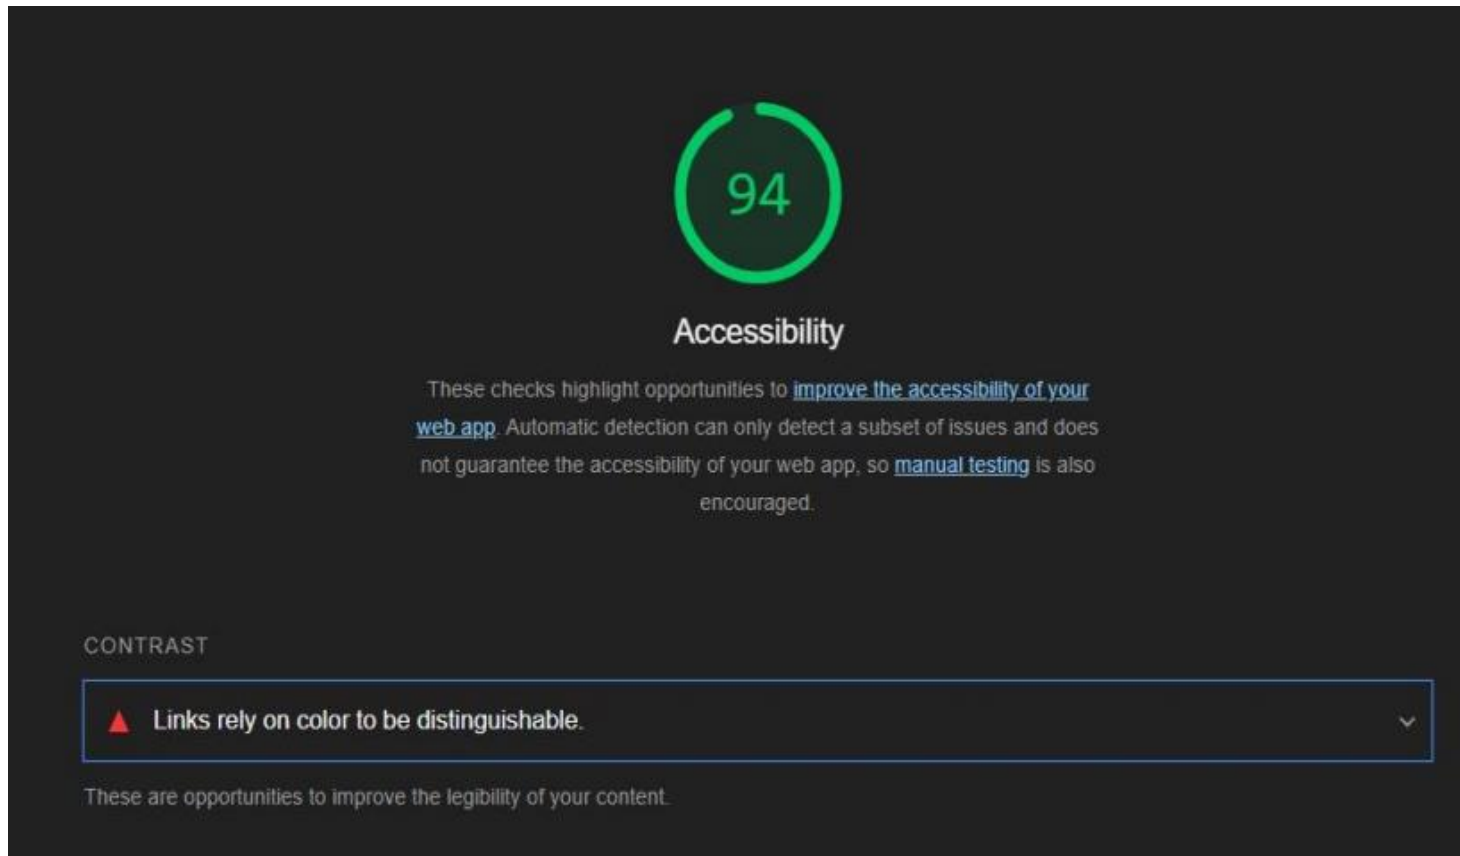 94
Accessibility
These checks highlight opportunities to improve the accessibility of your
web app. Automatic detection can only detect a subset of issues and does
not guarantee the accessibility of your web app, so manual testing is also
encouraged.
CONTRAST
Links rely on color to be distinguishable.
These are opportunities to improve the legibility of your content.